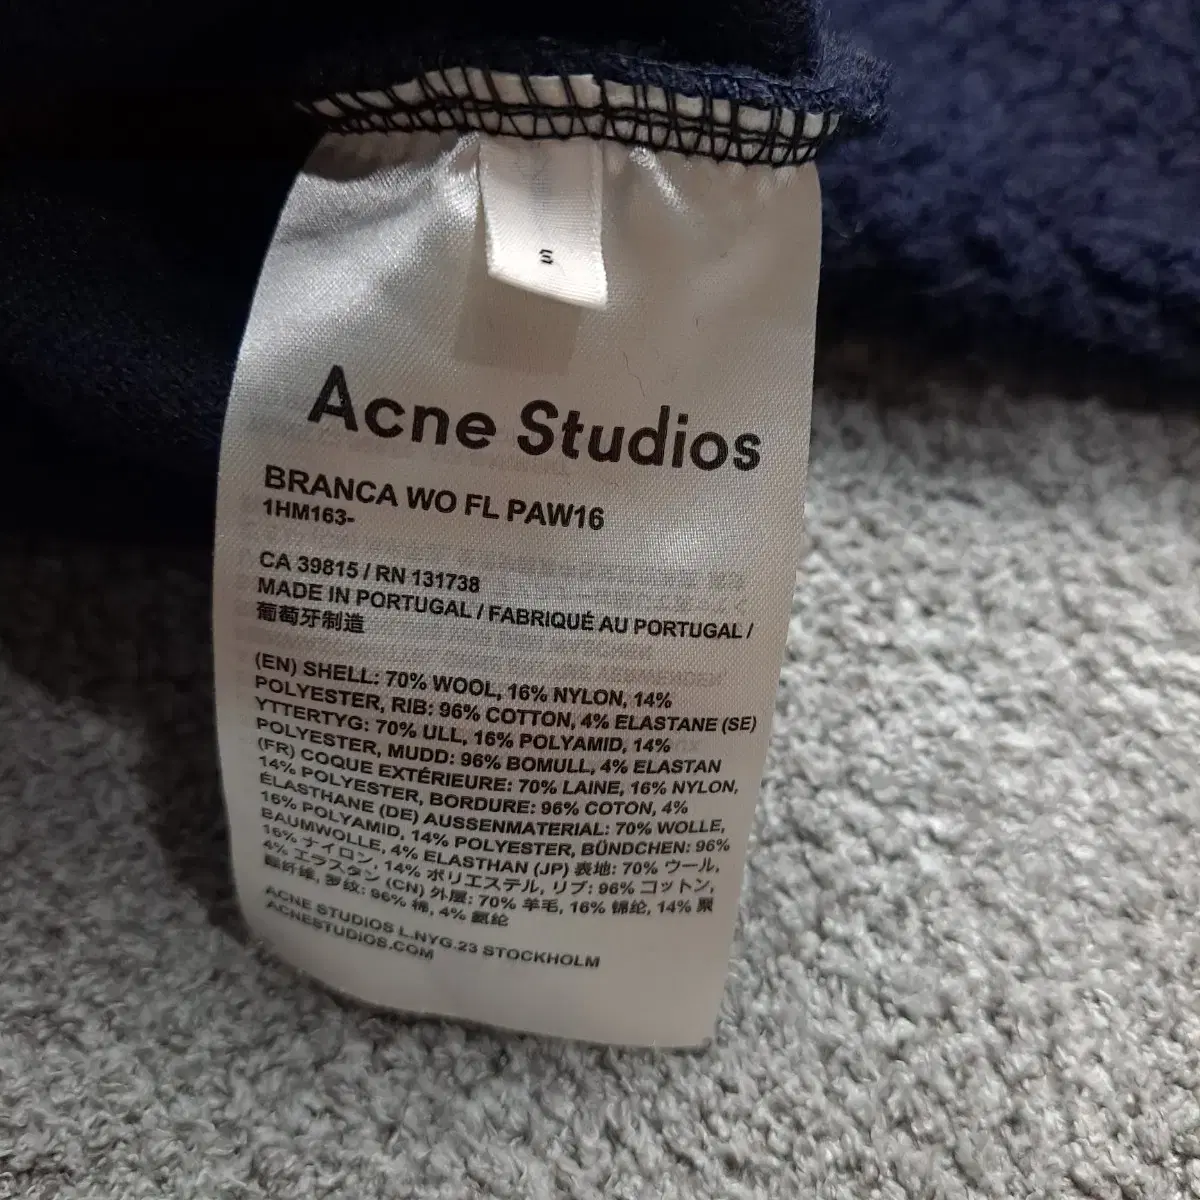 S
Acne Studios
BRANCA WO FL PAW16
1HM163-
CA 39815 / RN 131738
MADE IN PORTUGAL / FABRIQUÉ AU PORTUGAL /
葡萄牙制造
(EN) SHELL: 70% WOOL, 16% NYLON, 14%
POLYESTER, RIB: 96% COTTON, 4% ELASTANE (SE)
YTTERTYG: 70% ULL, 16% POLYAMID, 14%
POLYESTER, MUDD: 96% BOMULL, 4% ELASTAN
(FR) COQUE EXTÉRIEURE: 70% LAINE, 16% NYLON,
14% POLYESTER, BORDURE: 96% COTON, 4%
ÉLASTHANE (DE) AUSSENMATERIAL: 70% WOLLE,
16% POLYAMID, 14% POLYESTER, BÜNDCHEN: 96%
BAUMWOLLE, 4% ELASTHAN (JP) 表地: 70% ウール,
16% ナイロン, 14% ポリエステル, リブ: 96% コットン,
4% エラスタン (CN) 外层: 70% 羊毛, 16% 锦纶, 14% 聚
酯纤维, 罗纹: 96% 棉, 4% 氨纶
ACNE STUDIOS L.NYG.23 STOCKHOLM
ACNESTUDIOS.COM